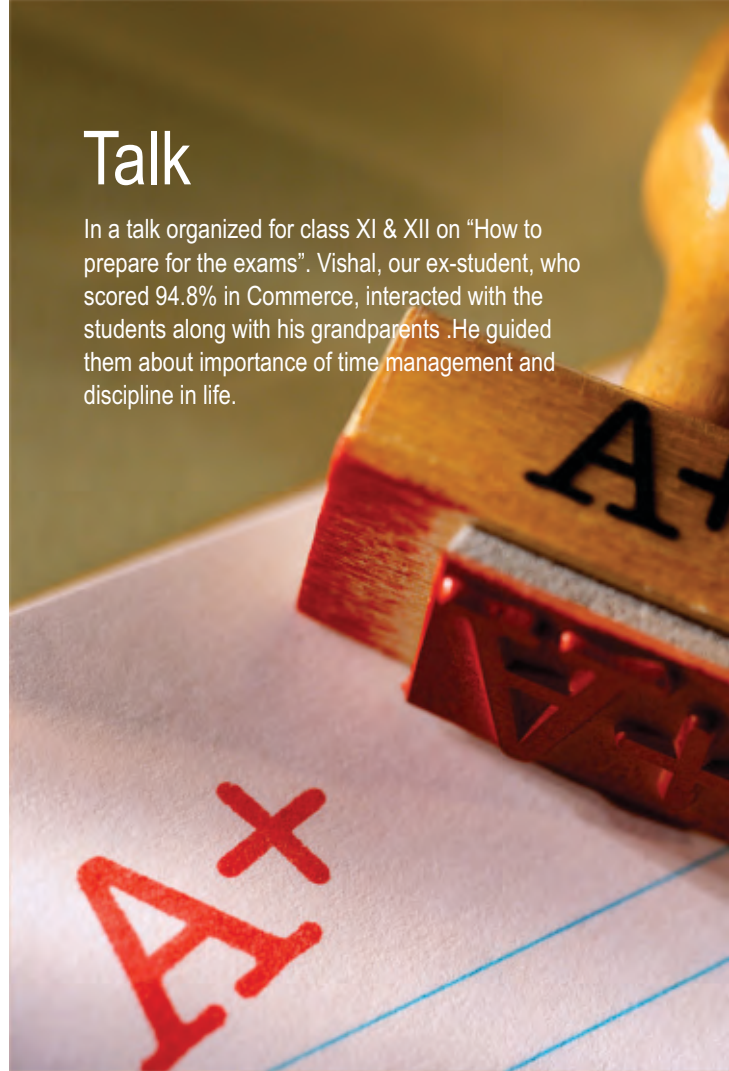 Talk
In a talk organized for class XI & XII on “How to
prepare for the exams”. Vishal, our ex-student, who
scored 94.8% in Commerce, interacted with the
students along with his grandparents .He guided
them about importance of time management and
discipline in life.
A+
A+
A+